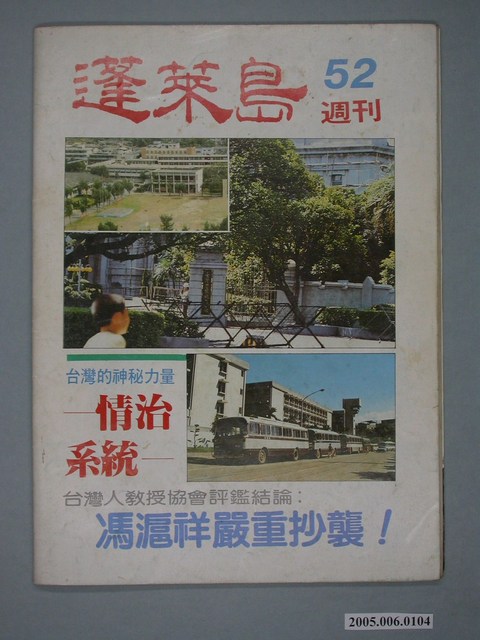 蓬萊島
52
週刊
台灣的神秘力量
—情治
系統—
台灣人教授協會評鑑結論：
馮滬祥嚴重抄襲！
2005.006.0104